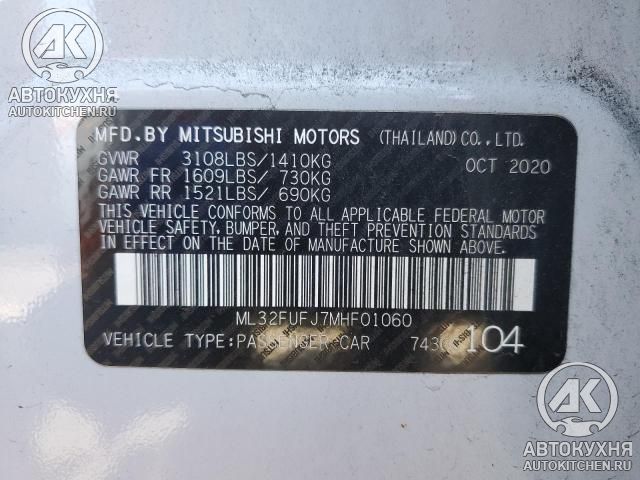 AK
АВТОКУХНЯ
AUTOKITCHEN.RU
MFD.BY MITSUBISHI MOTORS (THAILAND)CO.,LTD.
GVWR 3108LBS/1410KG OCT 2020
GAWR FR 1609LBS/ 730KG
GAWR RR 1521LBS/ 690KG
THIS VEHICLE CONFORMS TO ALL APPLICABLE FEDERAL MOTOR
VEHICLE SAFETY, BUMPER, AND THEFT PREVENTION STANDARDS
IN EFFECT ON THE DATE OF MANUFACTURE SHOWN ABOVE.
ML32FUFJ7MHF01060
VEHICLE TYPE:PASSENGER CAR 104
AK
АВТОКУХНЯ
AUTOKITCHEN.RU